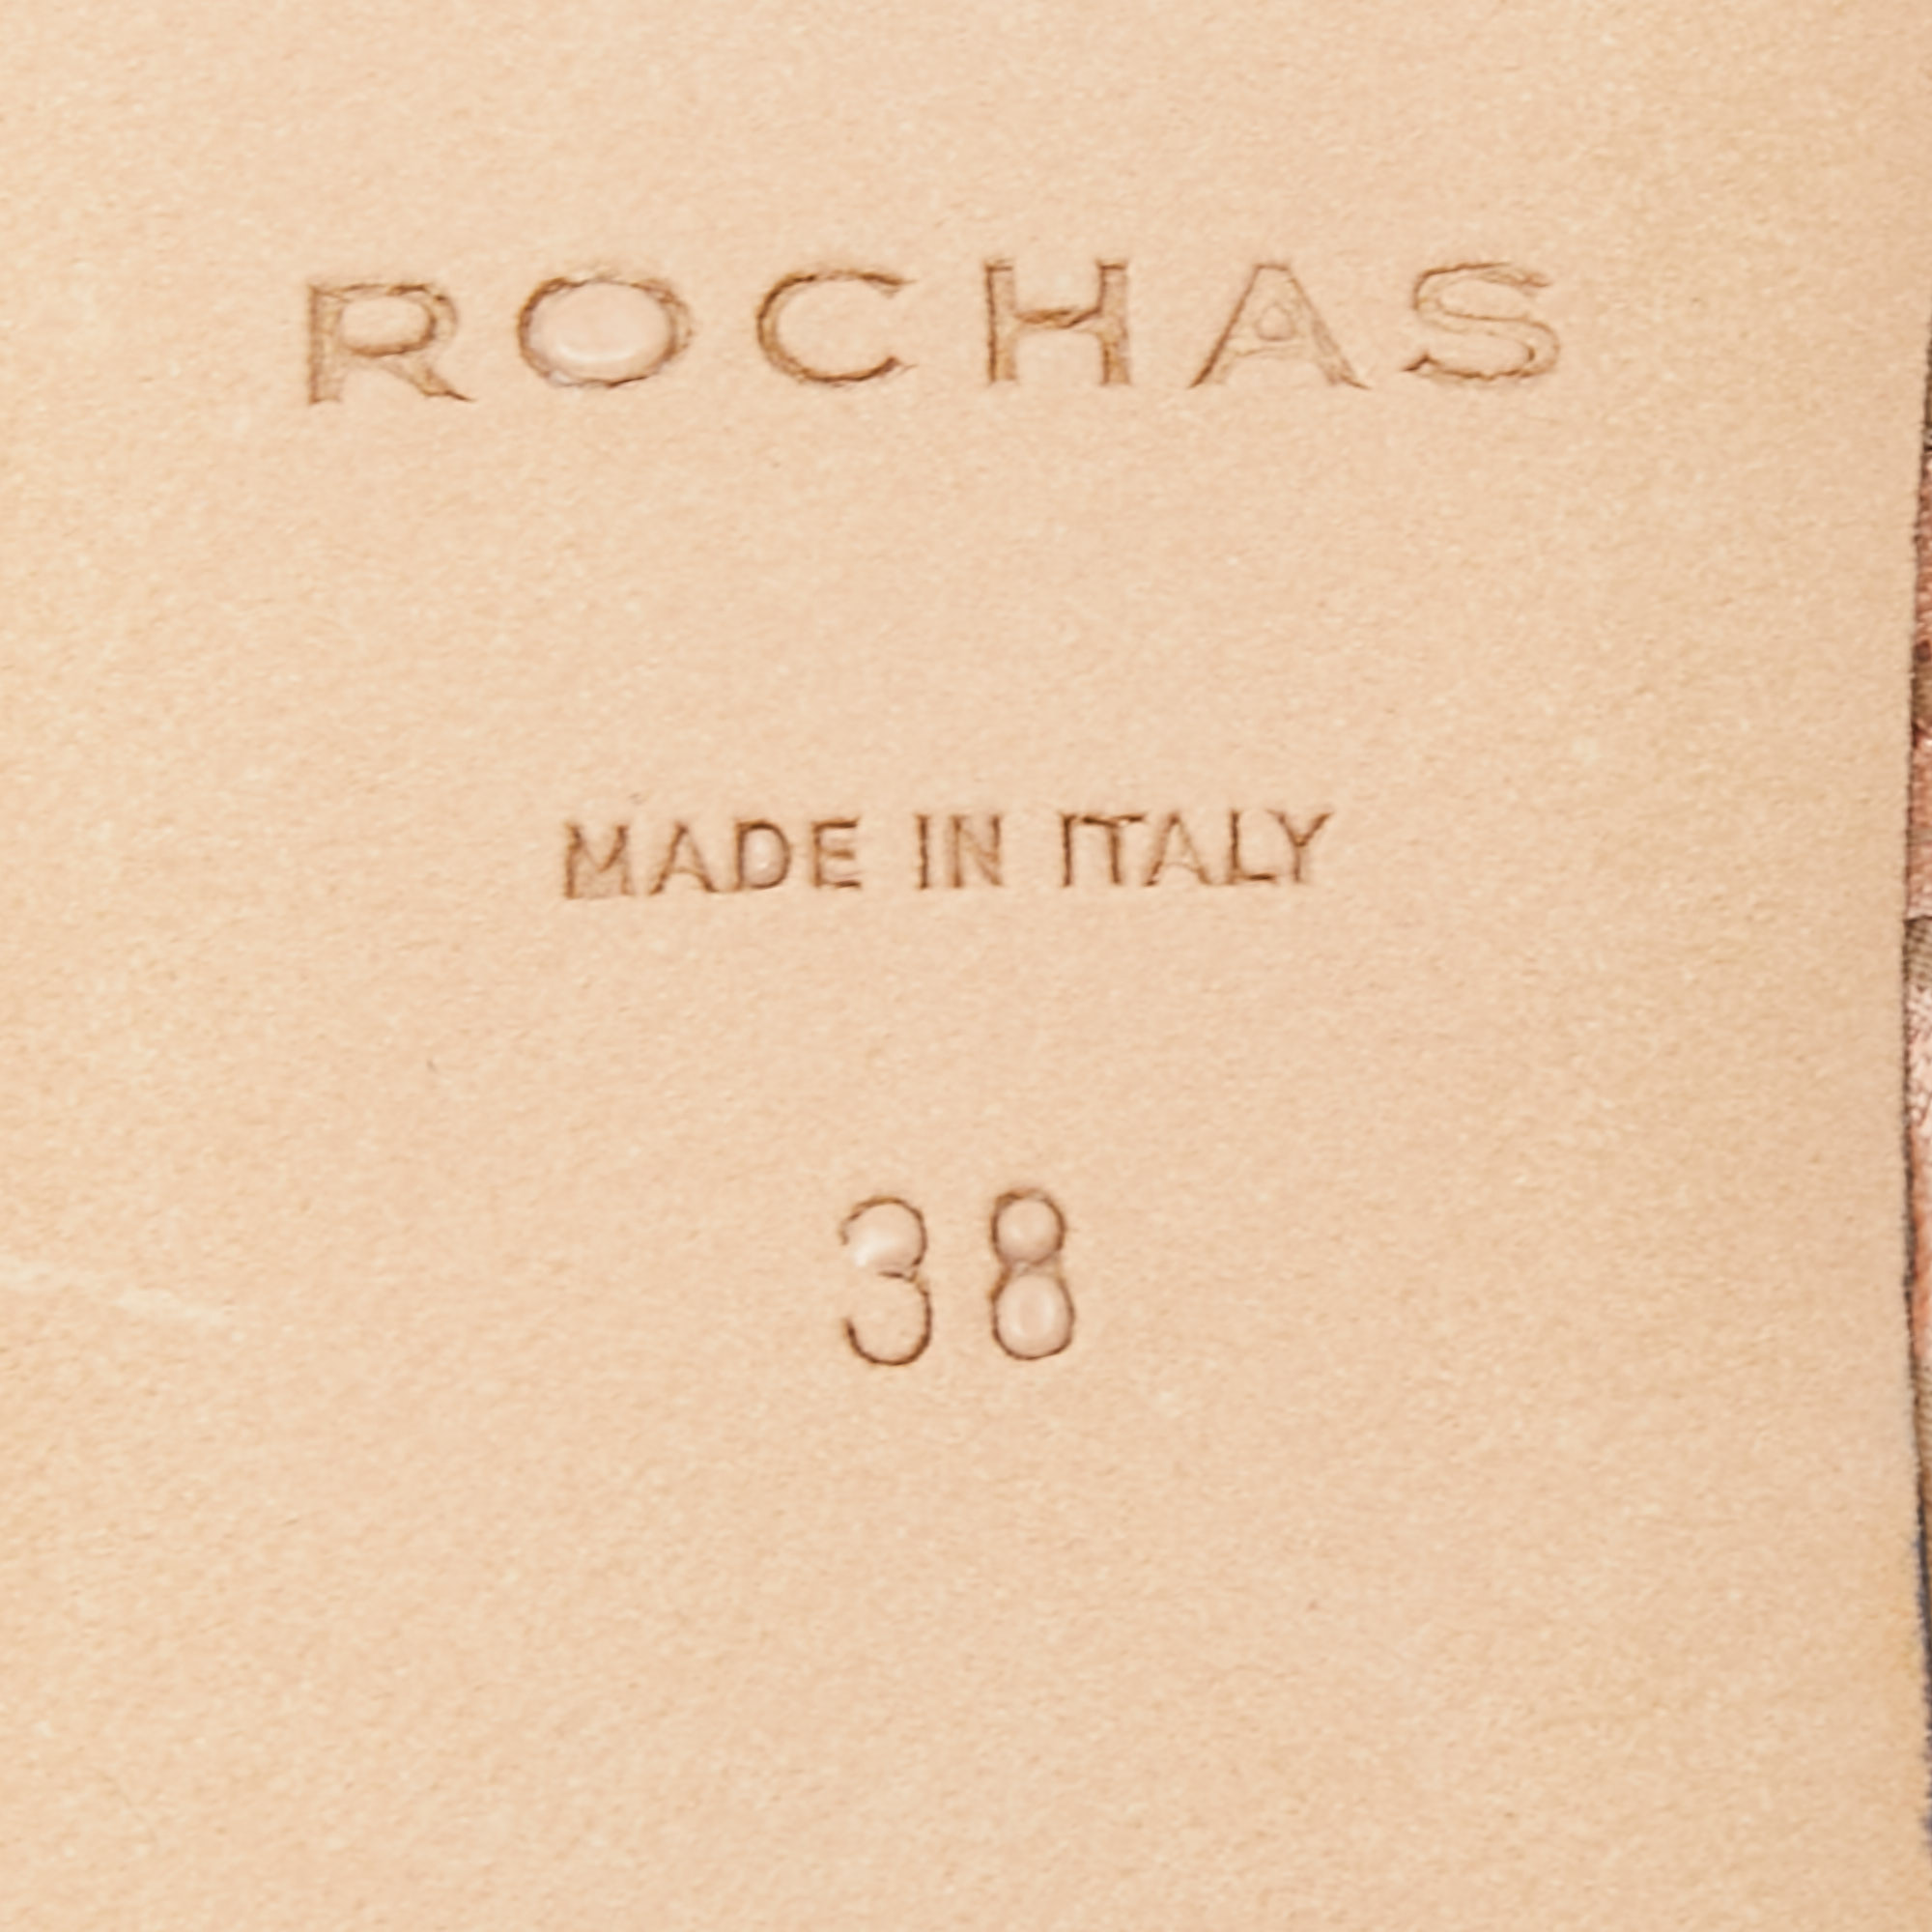 ROCHAS
MADE IN ITALY
38